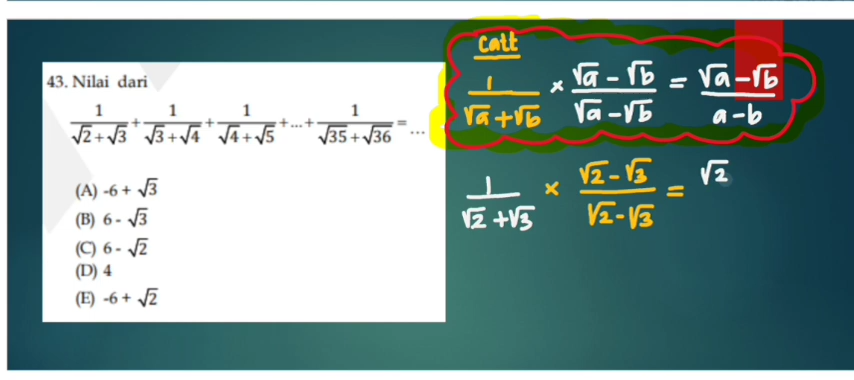 43. Nilai dari
1/(√2+√3) + 1/(√3+√4) + 1/(√4+√5) +...+ 1/(√35+√36) = ...
(A) -6 + √3
(B) 6 - √3
(C) 6 - √2
(D) 4
(E) -6 + √2
Catt
1/(√a+√b) × (√a-√b)/(√a-√b) = (√a-√b)/(a-b)
1/(√2+√3) × (√2-√3)/(√2-√3) = √2